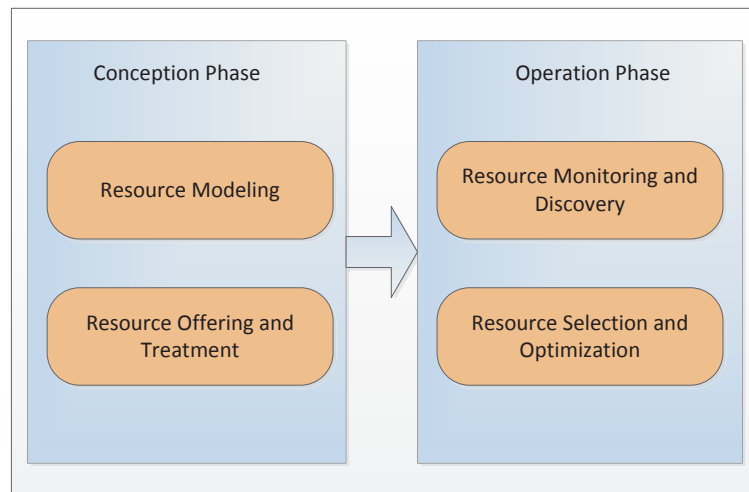 Conception Phase
Resource Modeling
Resource Offering and
Treatment
Operation Phase
Resource Monitoring and
Discovery
Resource Selection and
Optimization